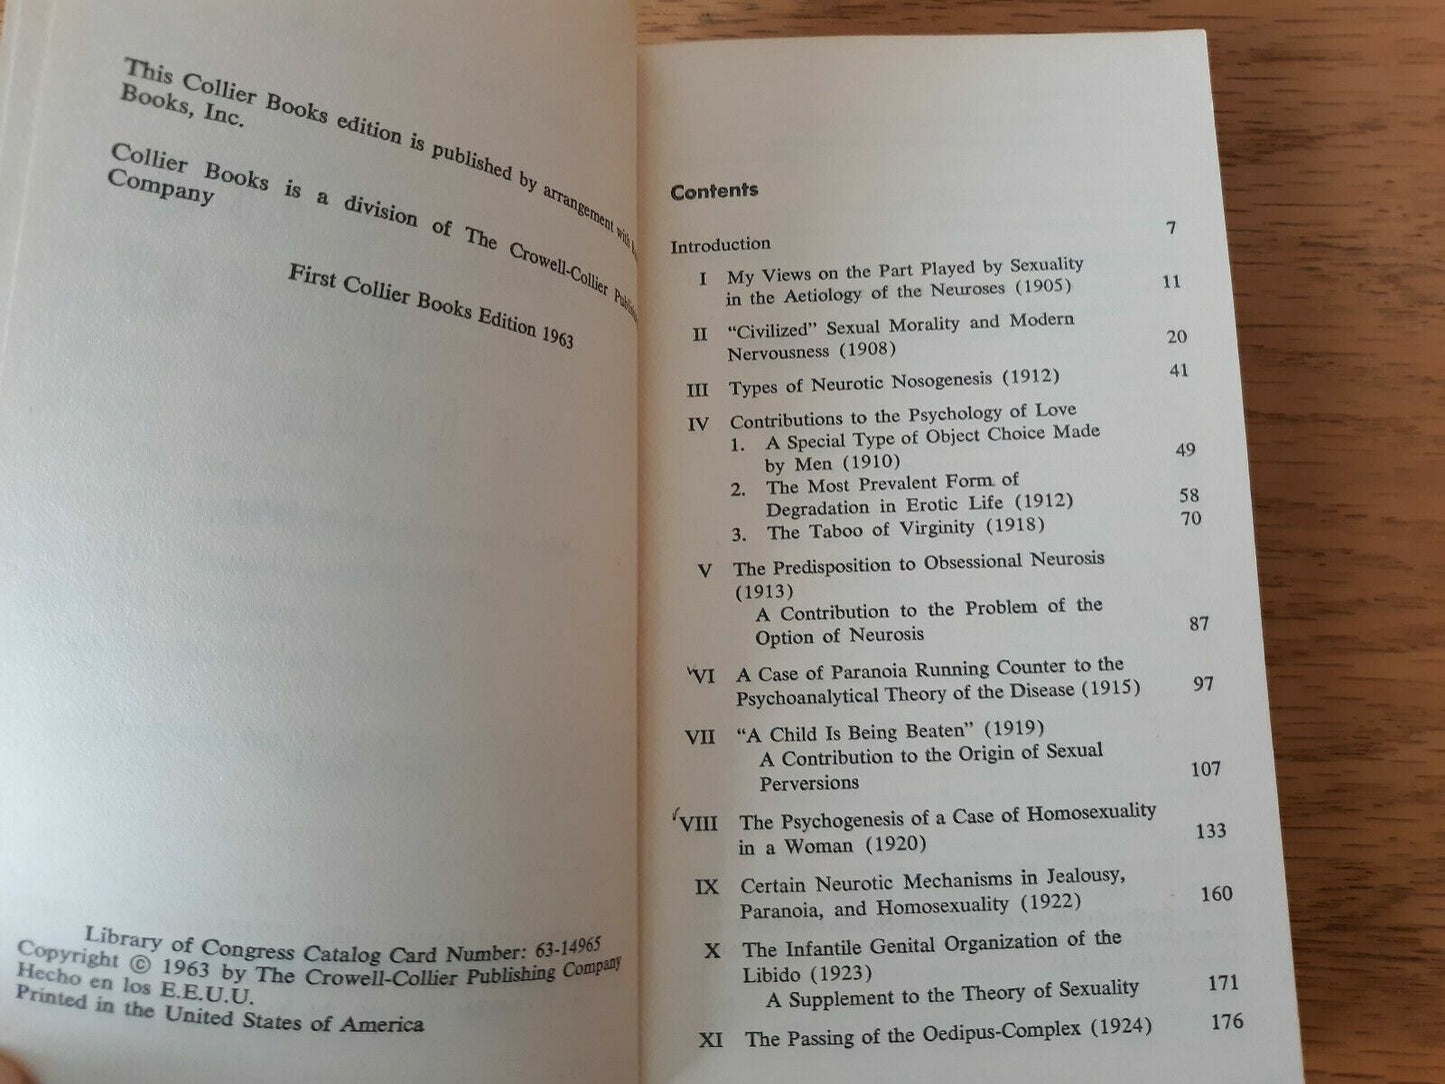 This Collier Books edition is published by arrangement with
Books, Inc.
Collier Books is a division of The Crowell-Collier
Company
First Collier Books Edition 1963
Library of Congress Catalog Card Number: 63-14965
Copyright © 1963 by The Crowell-Collier Publishing Company
Hecho en los E.E.U.U.
Printed in the United States of America
Contents
Introduction 7
I My Views on the Part Played by Sexuality
in the Aetiology of the Neuroses (1905) 11
II “Civilized” Sexual Morality and Modern
Nervousness (1908) 20
III Types of Neurotic Nosogenesis (1912) 41
IV Contributions to the Psychology of Love
1. A Special Type of Object Choice Made
by Men (1910) 49
2. The Most Prevalent Form of
Degradation in Erotic Life (1912) 58
3. The Taboo of Virginity (1918) 70
V The Predisposition to Obsessional Neurosis
(1913)
A Contribution to the Problem of the
Option of Neurosis 87
VI A Case of Paranoia Running Counter to the
Psychoanalytical Theory of the Disease (1915) 97
VII “A Child Is Being Beaten” (1919)
A Contribution to the Origin of Sexual
Perversions 107
VIII The Psychogenesis of a Case of Homosexuality
in a Woman (1920) 133
IX Certain Neurotic Mechanisms in Jealousy,
Paranoia, and Homosexuality (1922) 160
X The Infantile Genital Organization of the
Libido (1923)
A Supplement to the Theory of Sexuality 171
XI The Passing of the Oedipus-Complex (1924) 176